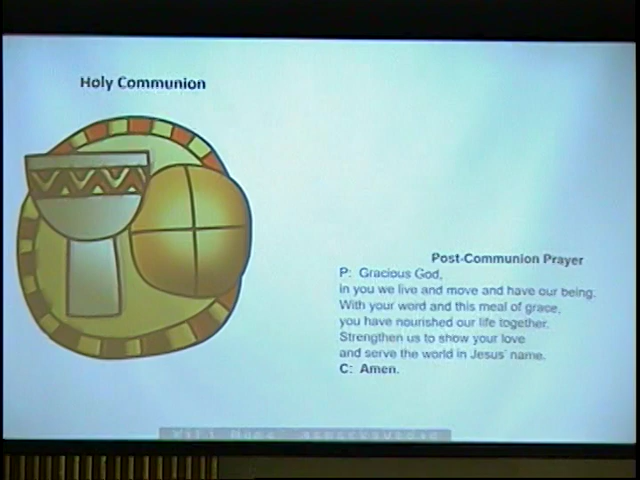 Holy Communion
Post-Communion Prayer
P: Gracious God,
in you we live and move and have our being.
With your word and this meal of grace,
you have nourished our life together.
Strengthen us to show your love
and serve the world in Jesus' name.
C: Amen.